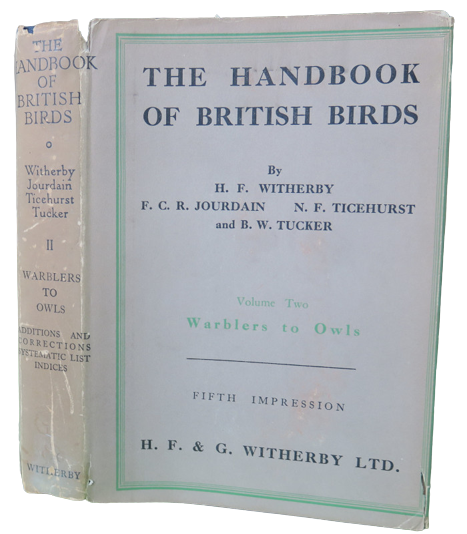 THE
HANDBOOK
OF
BRITISH
BIRDS
Witherby
Jourdain
Ticehurst
Tucker
II
WARBLERS
TO
OWLS
ADDITIONS AND
CORRECTIONS
SYSTEMATIC LIST
INDICES
WITHERBY
THE HANDBOOK
OF BRITISH BIRDS
By
H. F. WITHERBY
F. C. R. JOURDAIN N. F. TICEHURST
and B. W. TUCKER
Volume Two
Warblers to Owls
FIFTH IMPRESSION
H. F. & G. WITHERBY LTD.